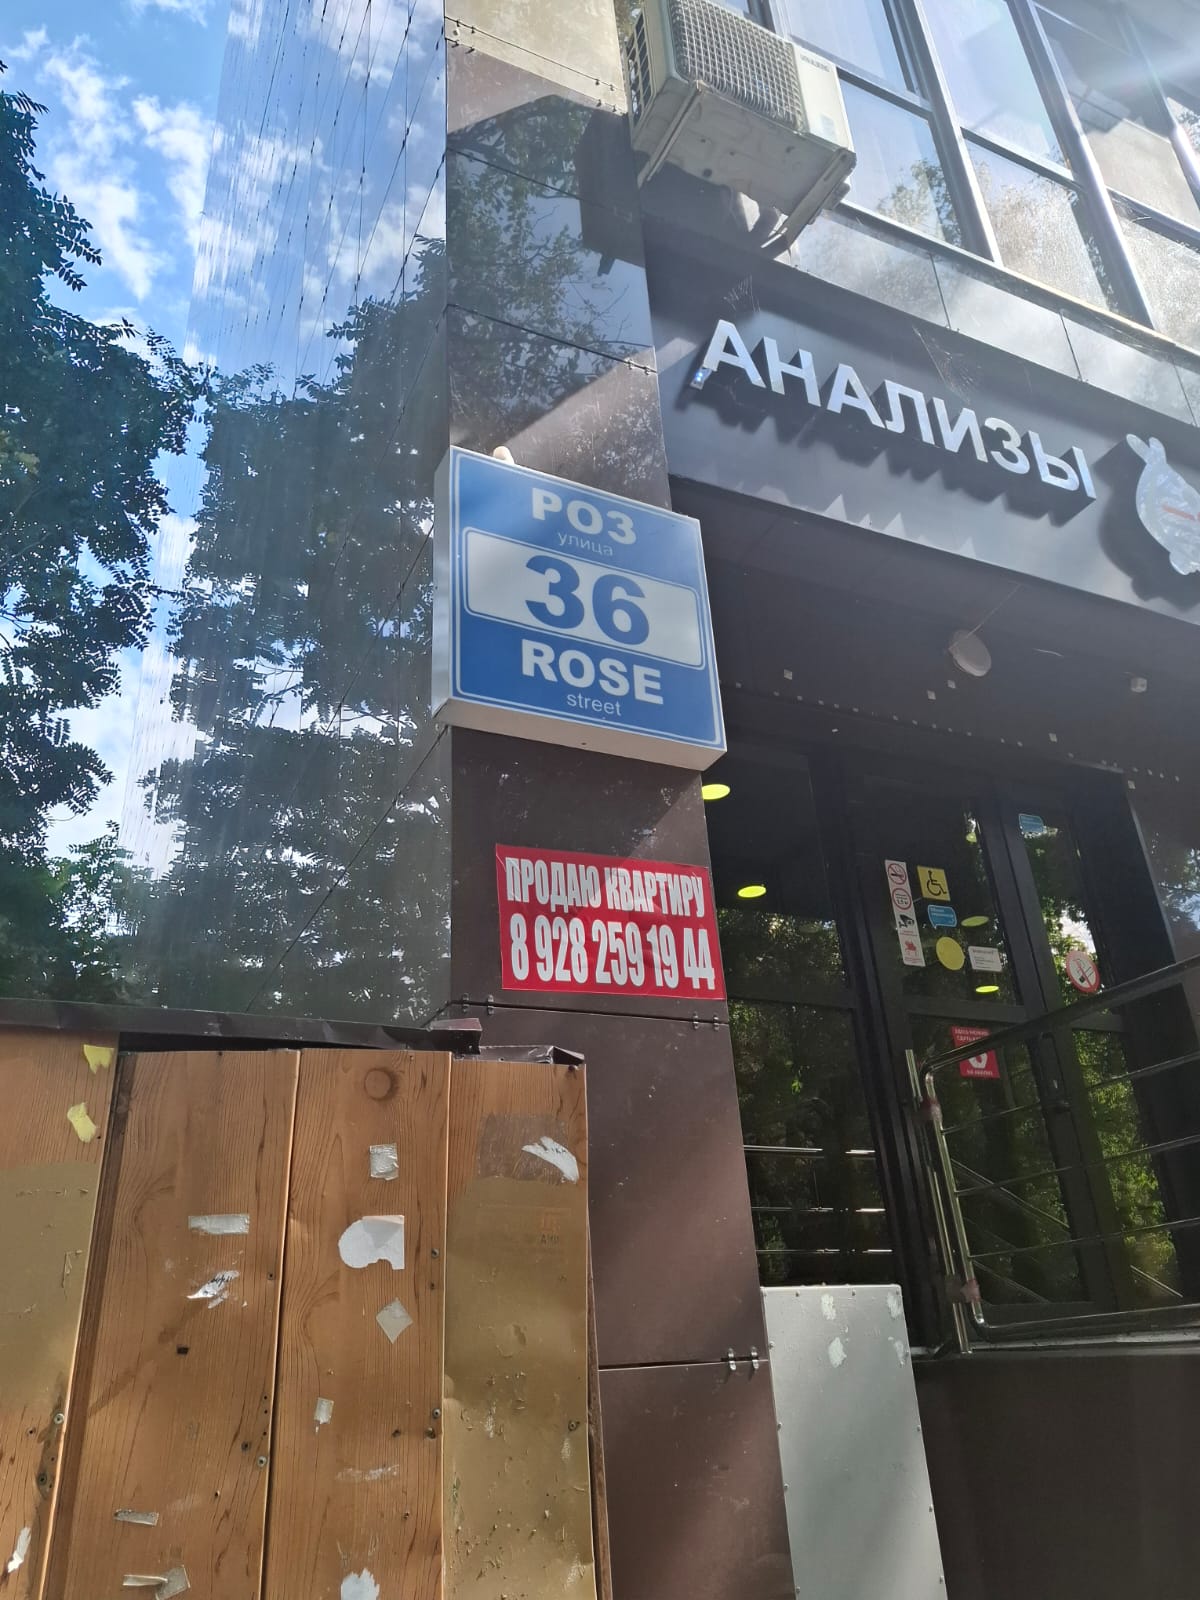 АНАЛИЗЫ
РОЗ
улица
36
ROSE
street
ПРОДАЮ КВАРТИРУ
8 928 259 19 44